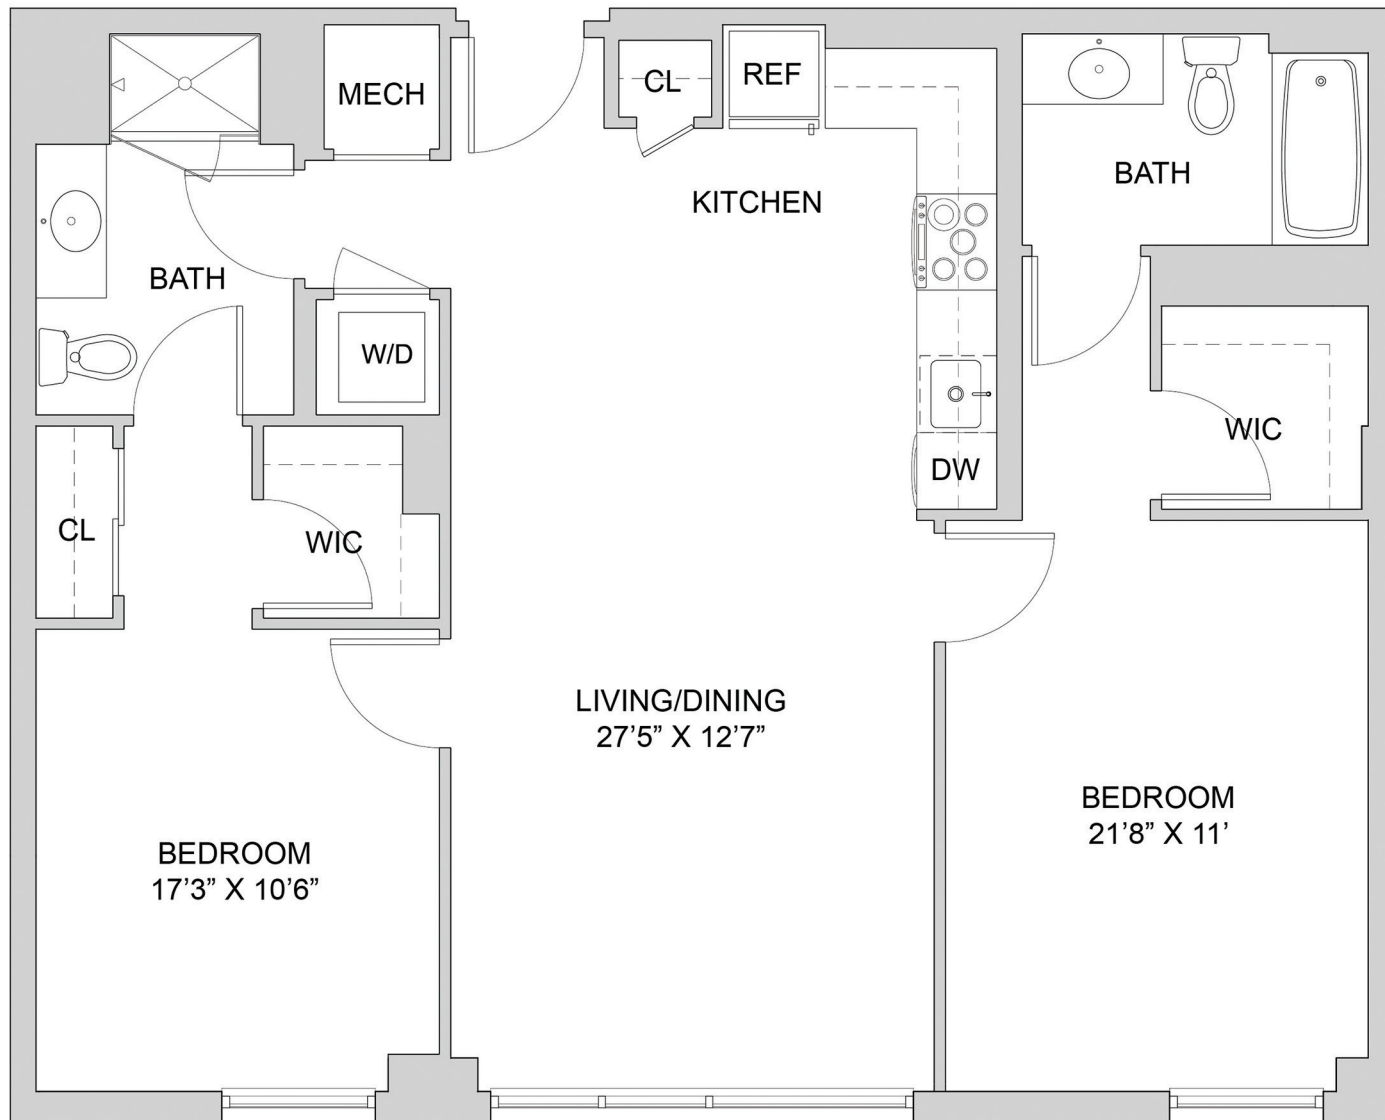 MECH
CL
REF
KITCHEN
BATH
BATH
W/D
WIC
DW
CL
WIC
LIVING/DINING
27’5” X 12’7”
BEDROOM
21’8” X 11’
BEDROOM
17’3” X 10’6”